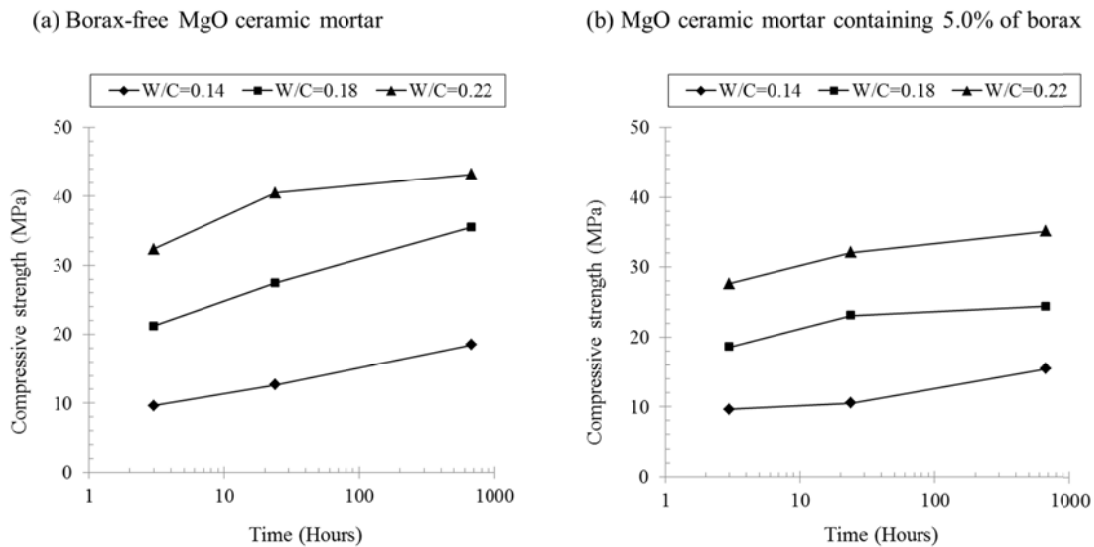 (a) Borax-free MgO ceramic mortar
W/C=0.14 W/C=0.18 W/C=0.22
50
40
30
20
10
0
Compressive strength (MPa)
1 10 100 1000
Time (Hours)
(b) MgO ceramic mortar containing 5.0% of borax
W/C=0.14 W/C=0.18 W/C=0.22
50
40
30
20
10
0
Compressive strength (MPa)
1 10 100 1000
Time (Hours)